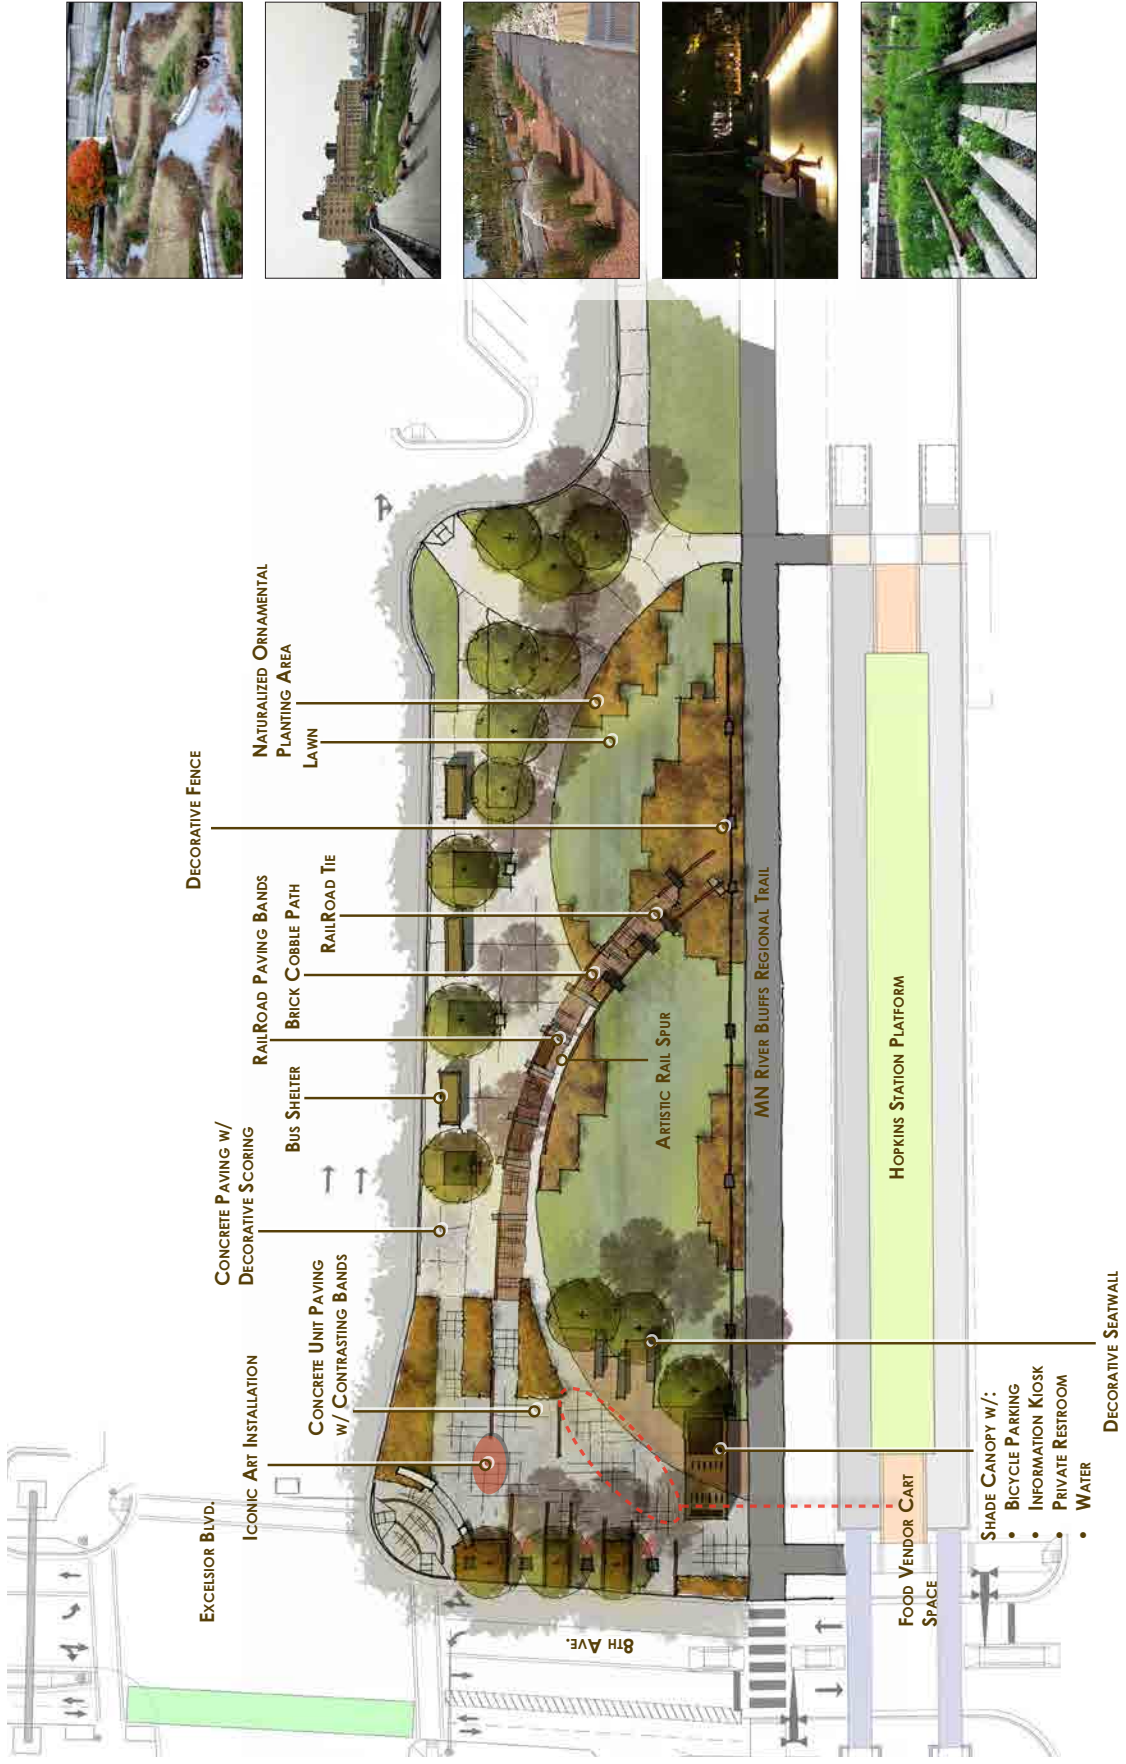 Decorative Fence
Naturalized Ornamental
Planting Area
Lawn
RailRoad Paving Bands
Brick Cobble Path
RailRoad Tie
Concrete Paving w/
Decorative Scoring
Bus Shelter
Iconic Art Installation
Concrete Unit Paving
w/ Contrasting Bands
Excelsior Blvd.
8th Ave.
Artistic Rail Spur
MN River Bluffs Regional Trail
Hopkins Station Platform
Food Vendor Cart
Space
Shade Canopy w/:
• Bicycle Parking
• Information Kiosk
• Private Restroom
• Water
Decorative Seatwall